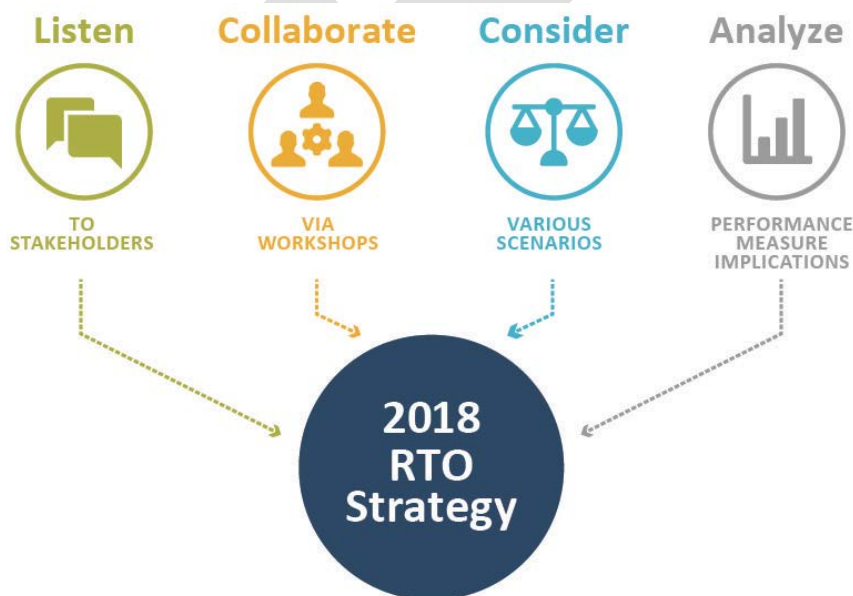 Listen
Collaborate
Consider
Analyze
TO
STAKEHOLDERS
VIA
WORKSHOPS
VARIOUS
SCENARIOS
PERFORMANCE
MEASURE
IMPLICATIONS
2018
RTO
Strategy